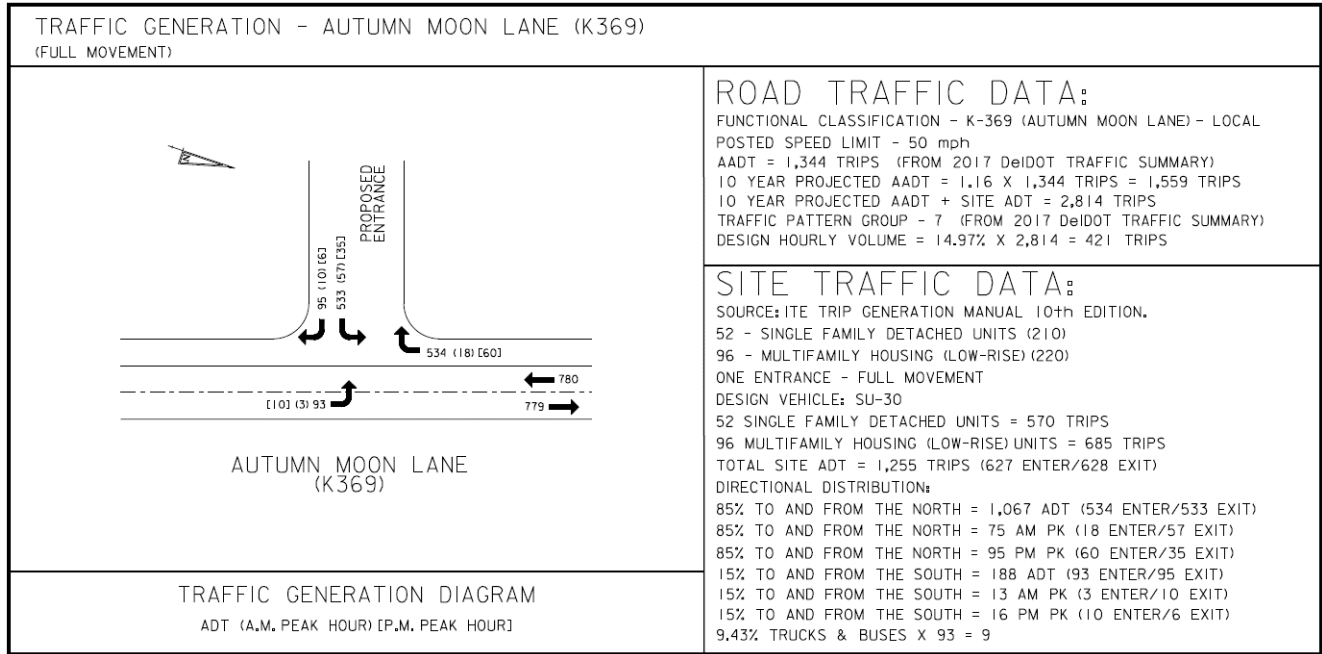 TRAFFIC GENERATION - AUTUMN MOON LANE (K369)
(FULL MOVEMENT)
N
PROPOSED
ENTRANCE
95 (10) [6]
533 (57) [35]
534 (18) [60]
780
[10] (3) 93
779
AUTUMN MOON LANE
(K369)
TRAFFIC GENERATION DIAGRAM
ADT (A.M. PEAK HOUR) [P.M. PEAK HOUR]
ROAD TRAFFIC DATA:
FUNCTIONAL CLASSIFICATION - K-369 (AUTUMN MOON LANE) - LOCAL
POSTED SPEED LIMIT - 50 mph
AADT = 1,344 TRIPS (FROM 2017 DelDOT TRAFFIC SUMMARY)
10 YEAR PROJECTED AADT = 1.16 X 1,344 TRIPS = 1,559 TRIPS
10 YEAR PROJECTED AADT + SITE ADT = 2,814 TRIPS
TRAFFIC PATTERN GROUP - 7 (FROM 2017 DelDOT TRAFFIC SUMMARY)
DESIGN HOURLY VOLUME = 14.97% X 2,814 = 421 TRIPS
SITE TRAFFIC DATA:
SOURCE: ITE TRIP GENERATION MANUAL 10th EDITION.
52 - SINGLE FAMILY DETACHED UNITS (210)
96 - MULTIFAMILY HOUSING (LOW-RISE) (220)
ONE ENTRANCE - FULL MOVEMENT
DESIGN VEHICLE: SU-30
52 SINGLE FAMILY DETACHED UNITS = 570 TRIPS
96 MULTIFAMILY HOUSING (LOW-RISE) UNITS = 685 TRIPS
TOTAL SITE ADT = 1,255 TRIPS (627 ENTER/628 EXIT)
DIRECTIONAL DISTRIBUTION:
85% TO AND FROM THE NORTH = 1,067 ADT (534 ENTER/533 EXIT)
85% TO AND FROM THE NORTH = 75 AM PK (18 ENTER/57 EXIT)
85% TO AND FROM THE NORTH = 95 PM PK (60 ENTER/35 EXIT)
15% TO AND FROM THE SOUTH = 188 ADT (93 ENTER/95 EXIT)
15% TO AND FROM THE SOUTH = 13 AM PK (3 ENTER/10 EXIT)
15% TO AND FROM THE SOUTH = 16 PM PK (10 ENTER/6 EXIT)
9.43% TRUCKS & BUSES X 93 = 9